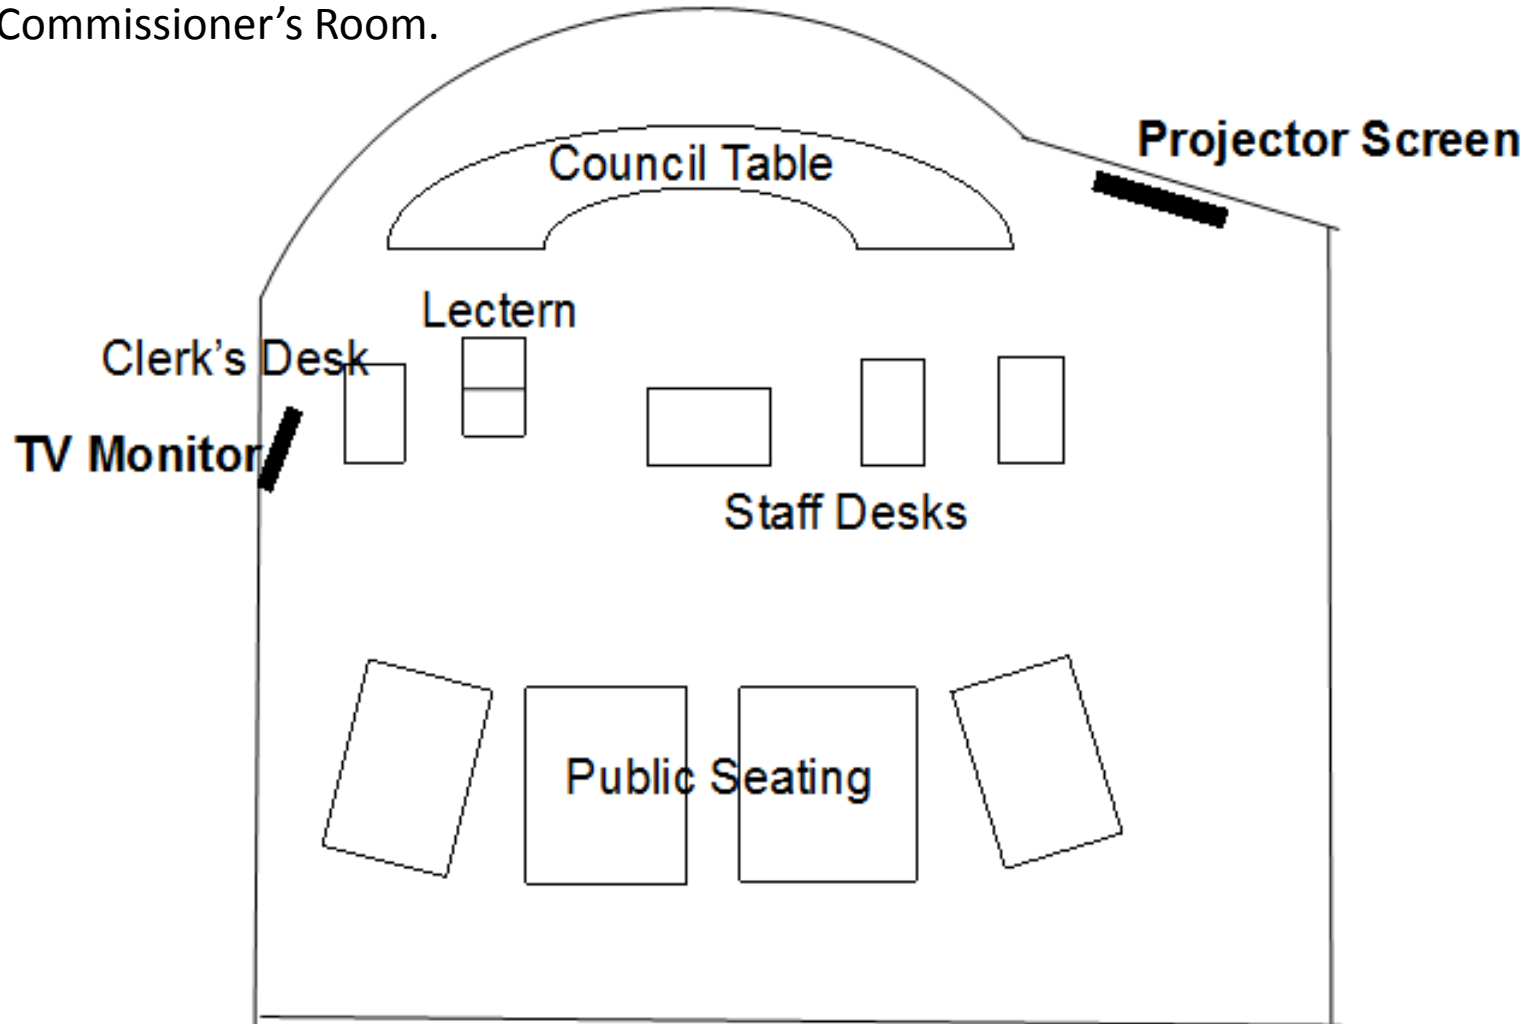 Commissioner’s Room.
Projector Screen
Council Table
Lectern
Clerk’s Desk
TV Monitor
Staff Desks
Public Seating